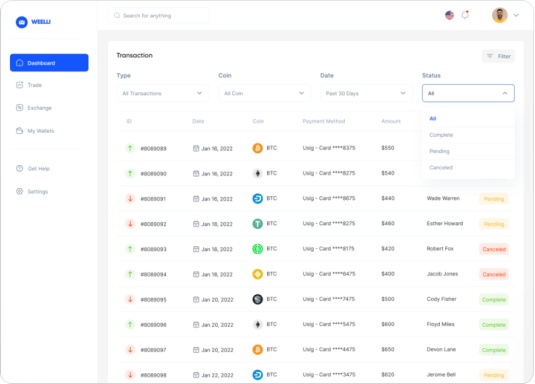 WEELLI
Search for anything
Dashboard
Trade
Exchange
My Wallets
Get Help
Settings
Transaction
Filter
Type Coin Date Status
All Transactions All Coin Past 30 Days All
All
Complete
Pending
Canceled
ID Date Coin Payment Method Amount
#8089089 Jan 16, 2022 BTC Usig - Card ****8375 $550
#8089090 Jan 16, 2022 BTC Usig - Card ****8275 $540
#8089091 Jan 16, 2022 BTC Usig - Card ****8675 $440 Wade Warren Pending
#8089092 Jan 18, 2022 BTC Usig - Card ****8275 $480 Esther Howard Pending
#8089093 Jan 18, 2022 BTC Usig - Card ****8175 $420 Robert Fox Canceled
#8089094 Jan 18, 2022 BTC Usig - Card ****6475 $400 Jacob Jones Canceled
#8089095 Jan 20, 2022 BTC Usig - Card ****7475 $500 Cody Fisher Complete
#8089096 Jan 20, 2022 BTC Usig - Card ****5475 $600 Floyd Miles Complete
#8089097 Jan 20, 2022 BTC Usig - Card ****4475 $650 Devon Lane Complete
#8089098 Jan 22, 2022 BTC Usig - Card ****3475 $620 Jerome Bell Pending